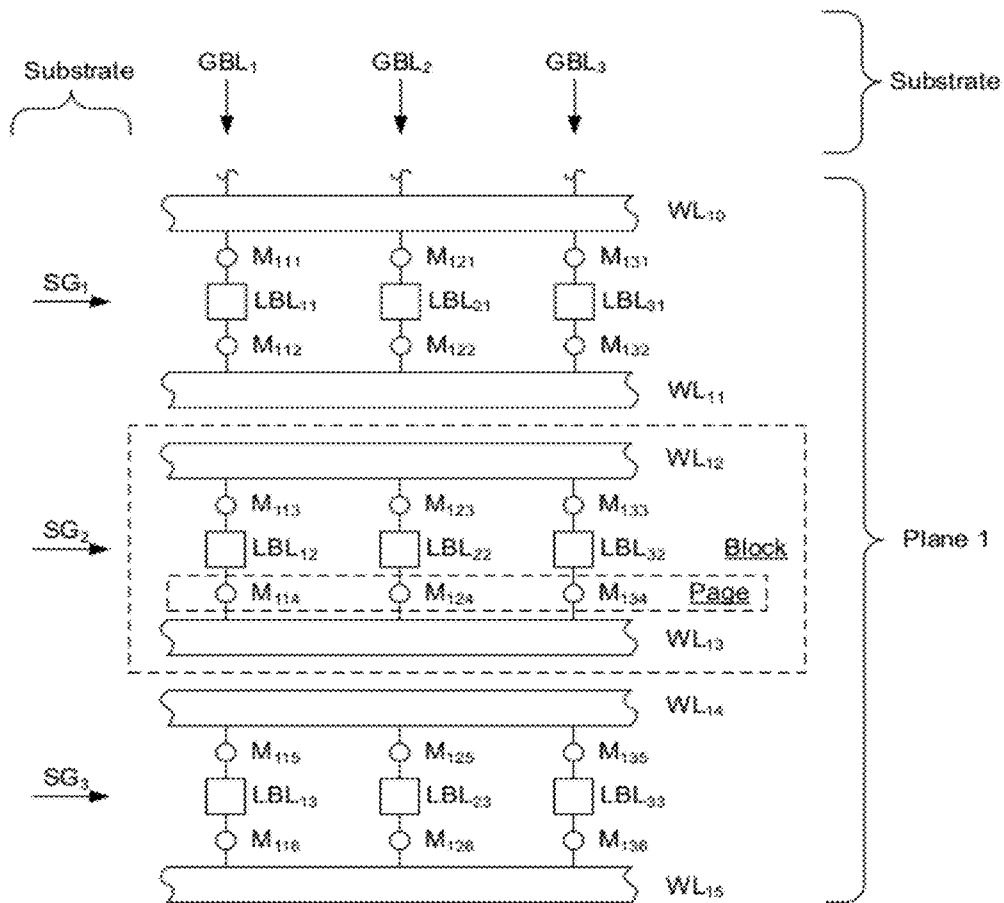 Substrate GBL₁ GBL₂ GBL₃ Substrate
WL₁₀
M₁₁₁ M₁₂₁ M₁₃₁
SG₁ LBL₁₁ LBL₂₁ LBL₃₁
M₁₁₂ M₁₂₂ M₁₃₂
WL₁₁
WL₁₂
M₁₁₃ M₁₂₃ M₁₃₃
SG₂ LBL₁₂ LBL₂₂ LBL₃₂ Block Plane 1
M₁₁₄ M₁₂₄ M₁₃₄ Page
WL₁₃
WL₁₄
M₁₁₅ M₁₂₅ M₁₃₅
SG₃ LBL₁₃ LBL₂₃ LBL₃₃
M₁₁₆ M₁₂₆ M₁₃₆
WL₁₅